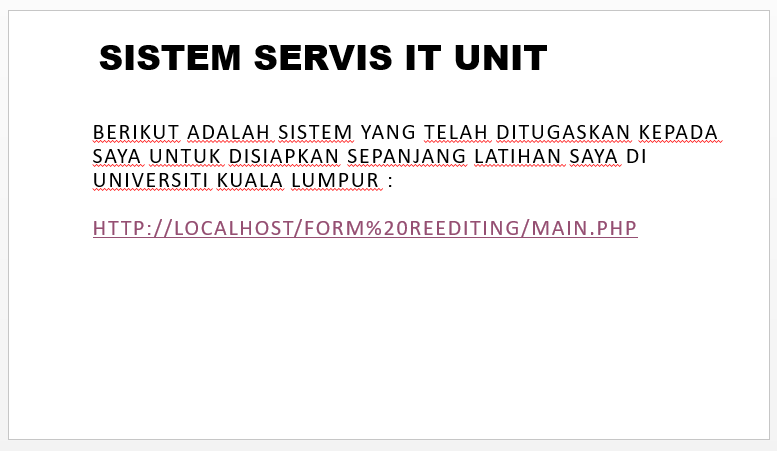 SISTEM SERVIS IT UNIT
BERIKUT ADALAH SISTEM YANG TELAH DITUGASKAN KEPADA
SAYA UNTUK DISIAPKAN SEPANJANG LATIHAN SAYA DI
UNIVERSITI KUALA LUMPUR :
HTTP://LOCALHOST/FORM%20REEDITING/MAIN.PHP